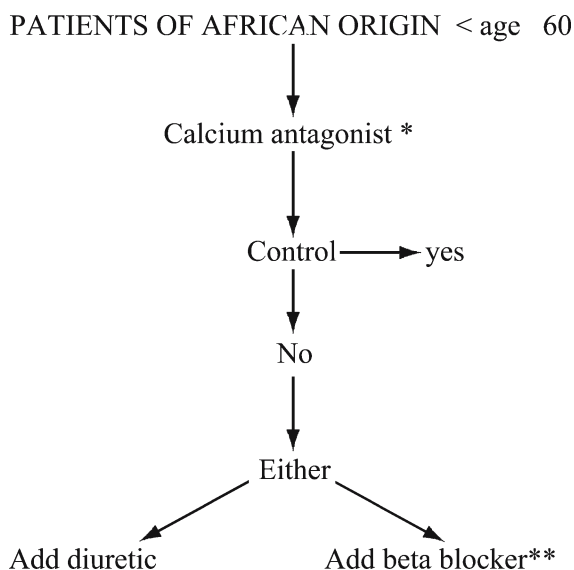 PATIENTS OF AFRICAN ORIGIN < age 60
Calcium antagonist *
Control yes
No
Either
Add diuretic Add beta blocker**